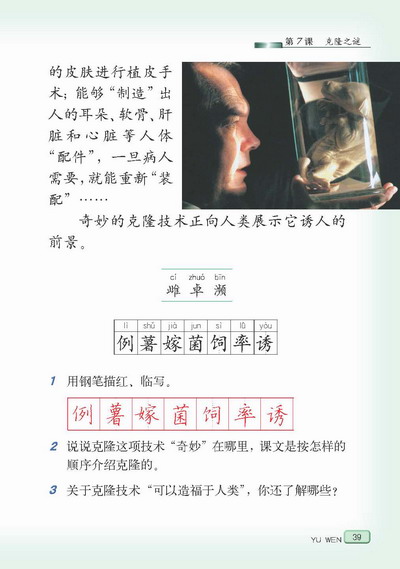 第7课 克隆之谜
的皮肤进行植皮手
术；能够“制造”出
人的耳朵、软骨、肝
脏和心脏等人体
“配件”，一旦病人
需要，就能重新“装
配”……
奇妙的克隆技术正向人类展示它诱人的
前景。
cí zhuó bīn
雌 卓 濒
lì shǔ jià jūn sì lǜ yòu
例 薯 嫁 菌 饲 率 诱
1 用钢笔描红、临写。
例 薯 嫁 菌 饲 率 诱
2 说说克隆这项技术“奇妙”在哪里，课文是按怎样的
顺序介绍克隆的。
3 关于克隆技术“可以造福于人类”，你还了解哪些？
YU WEN 39